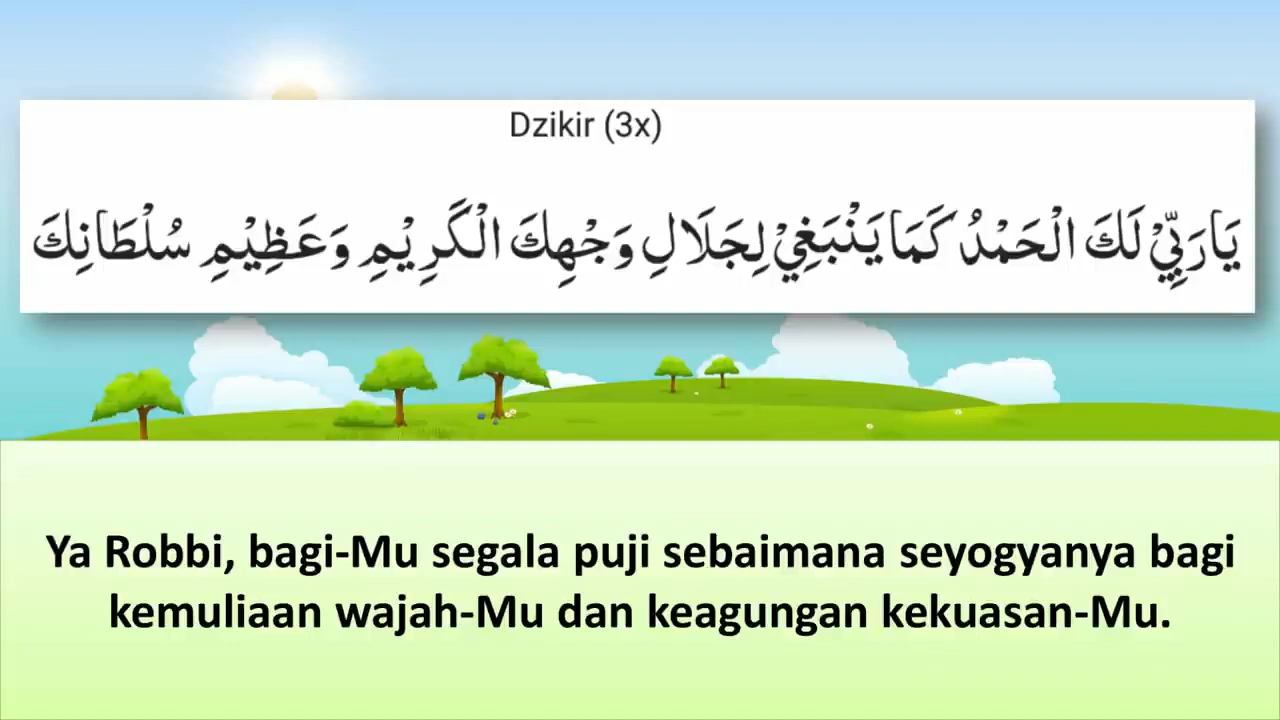 Dzikir (3x)
يَارَبِّيْ لَكَ الْحَمْدُ كَمَا يَنْبَغِيْ لِجَلَالِ وَجْهِكَ الْكَرِيْمِ وَعَظِيْمِ سُلْطَانِكَ
Ya Robbi, bagi-Mu segala puji sebaimana seyogyanya bagi
kemuliaan wajah-Mu dan keagungan kekuasan-Mu.